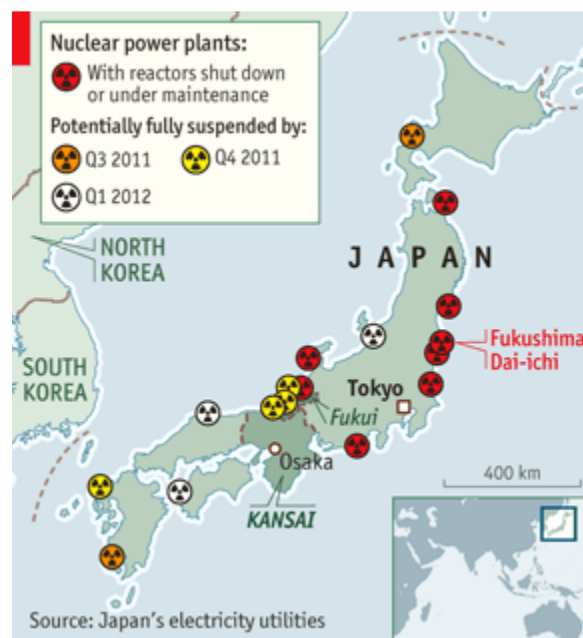 Nuclear power plants:
With reactors shut down
or under maintenance
Potentially fully suspended by:
Q3 2011
Q4 2011
Q1 2012
NORTH
KOREA
JAPAN
SOUTH
KOREA
Fukushima
Dai-ichi
Tokyo
Fukui
Osaka
400 km
KANSAI
Source: Japan's electricity utilities